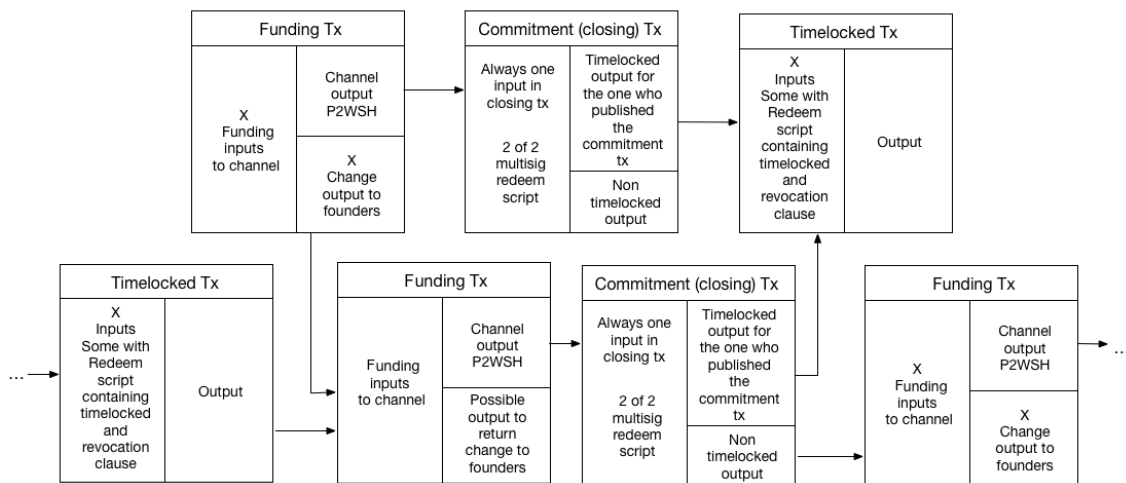 Funding Tx
X
Funding
inputs
to channel
Channel
output
P2WSH
X
Change
output to
founders
Commitment (closing) Tx
Always one
input in
closing tx
2 of 2
multisig
redeem
script
Timelocked
output for
the one who
published
the
commitment
tx
Non
timelocked
output
Timelocked Tx
X
Inputs
Some with
Redeem
script
containing
timelocked
and
revocation
clause
Output
...
Timelocked Tx
X
Inputs
Some with
Redeem
script
containing
timelocked
and
revocation
clause
Output
Funding Tx
Funding
inputs
to channel
Channel
output
P2WSH
Possible
output to
return
change to
founders
Commitment (closing) Tx
Always one
input in
closing tx
2 of 2
multisig
redeem
script
Timelocked
output for
the one who
published
the
commitment
tx
Non
timelocked
output
Funding Tx
X
Funding
inputs
to channel
Channel
output
P2WSH
X
Change
output to
founders
...